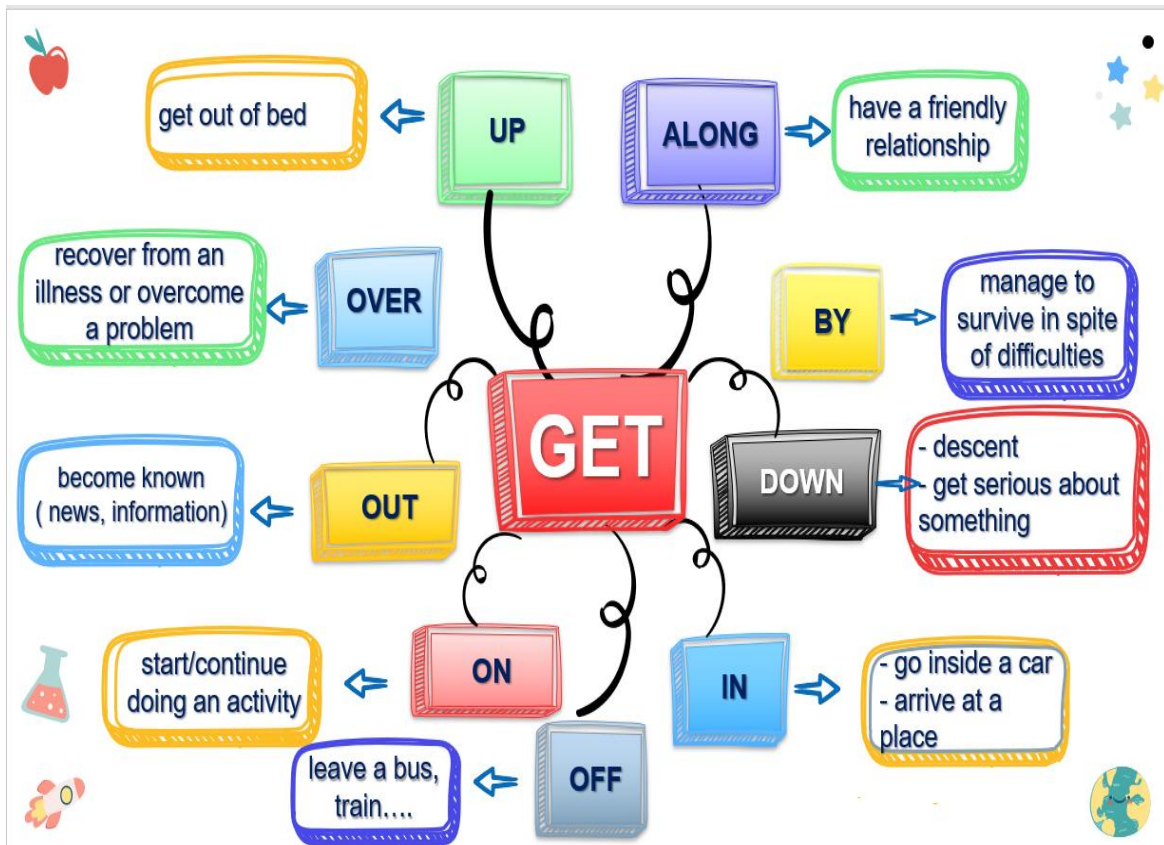 get out of bed
UP
ALONG
have a friendly
relationship
recover from an
illness or overcome
a problem
OVER
BY
manage to
survive in spite
of difficulties
GET
become known
( news, information)
OUT
DOWN
- descent
- get serious about
something
start/continue
doing an activity
ON
IN
- go inside a car
- arrive at a
place
leave a bus,
train....
OFF